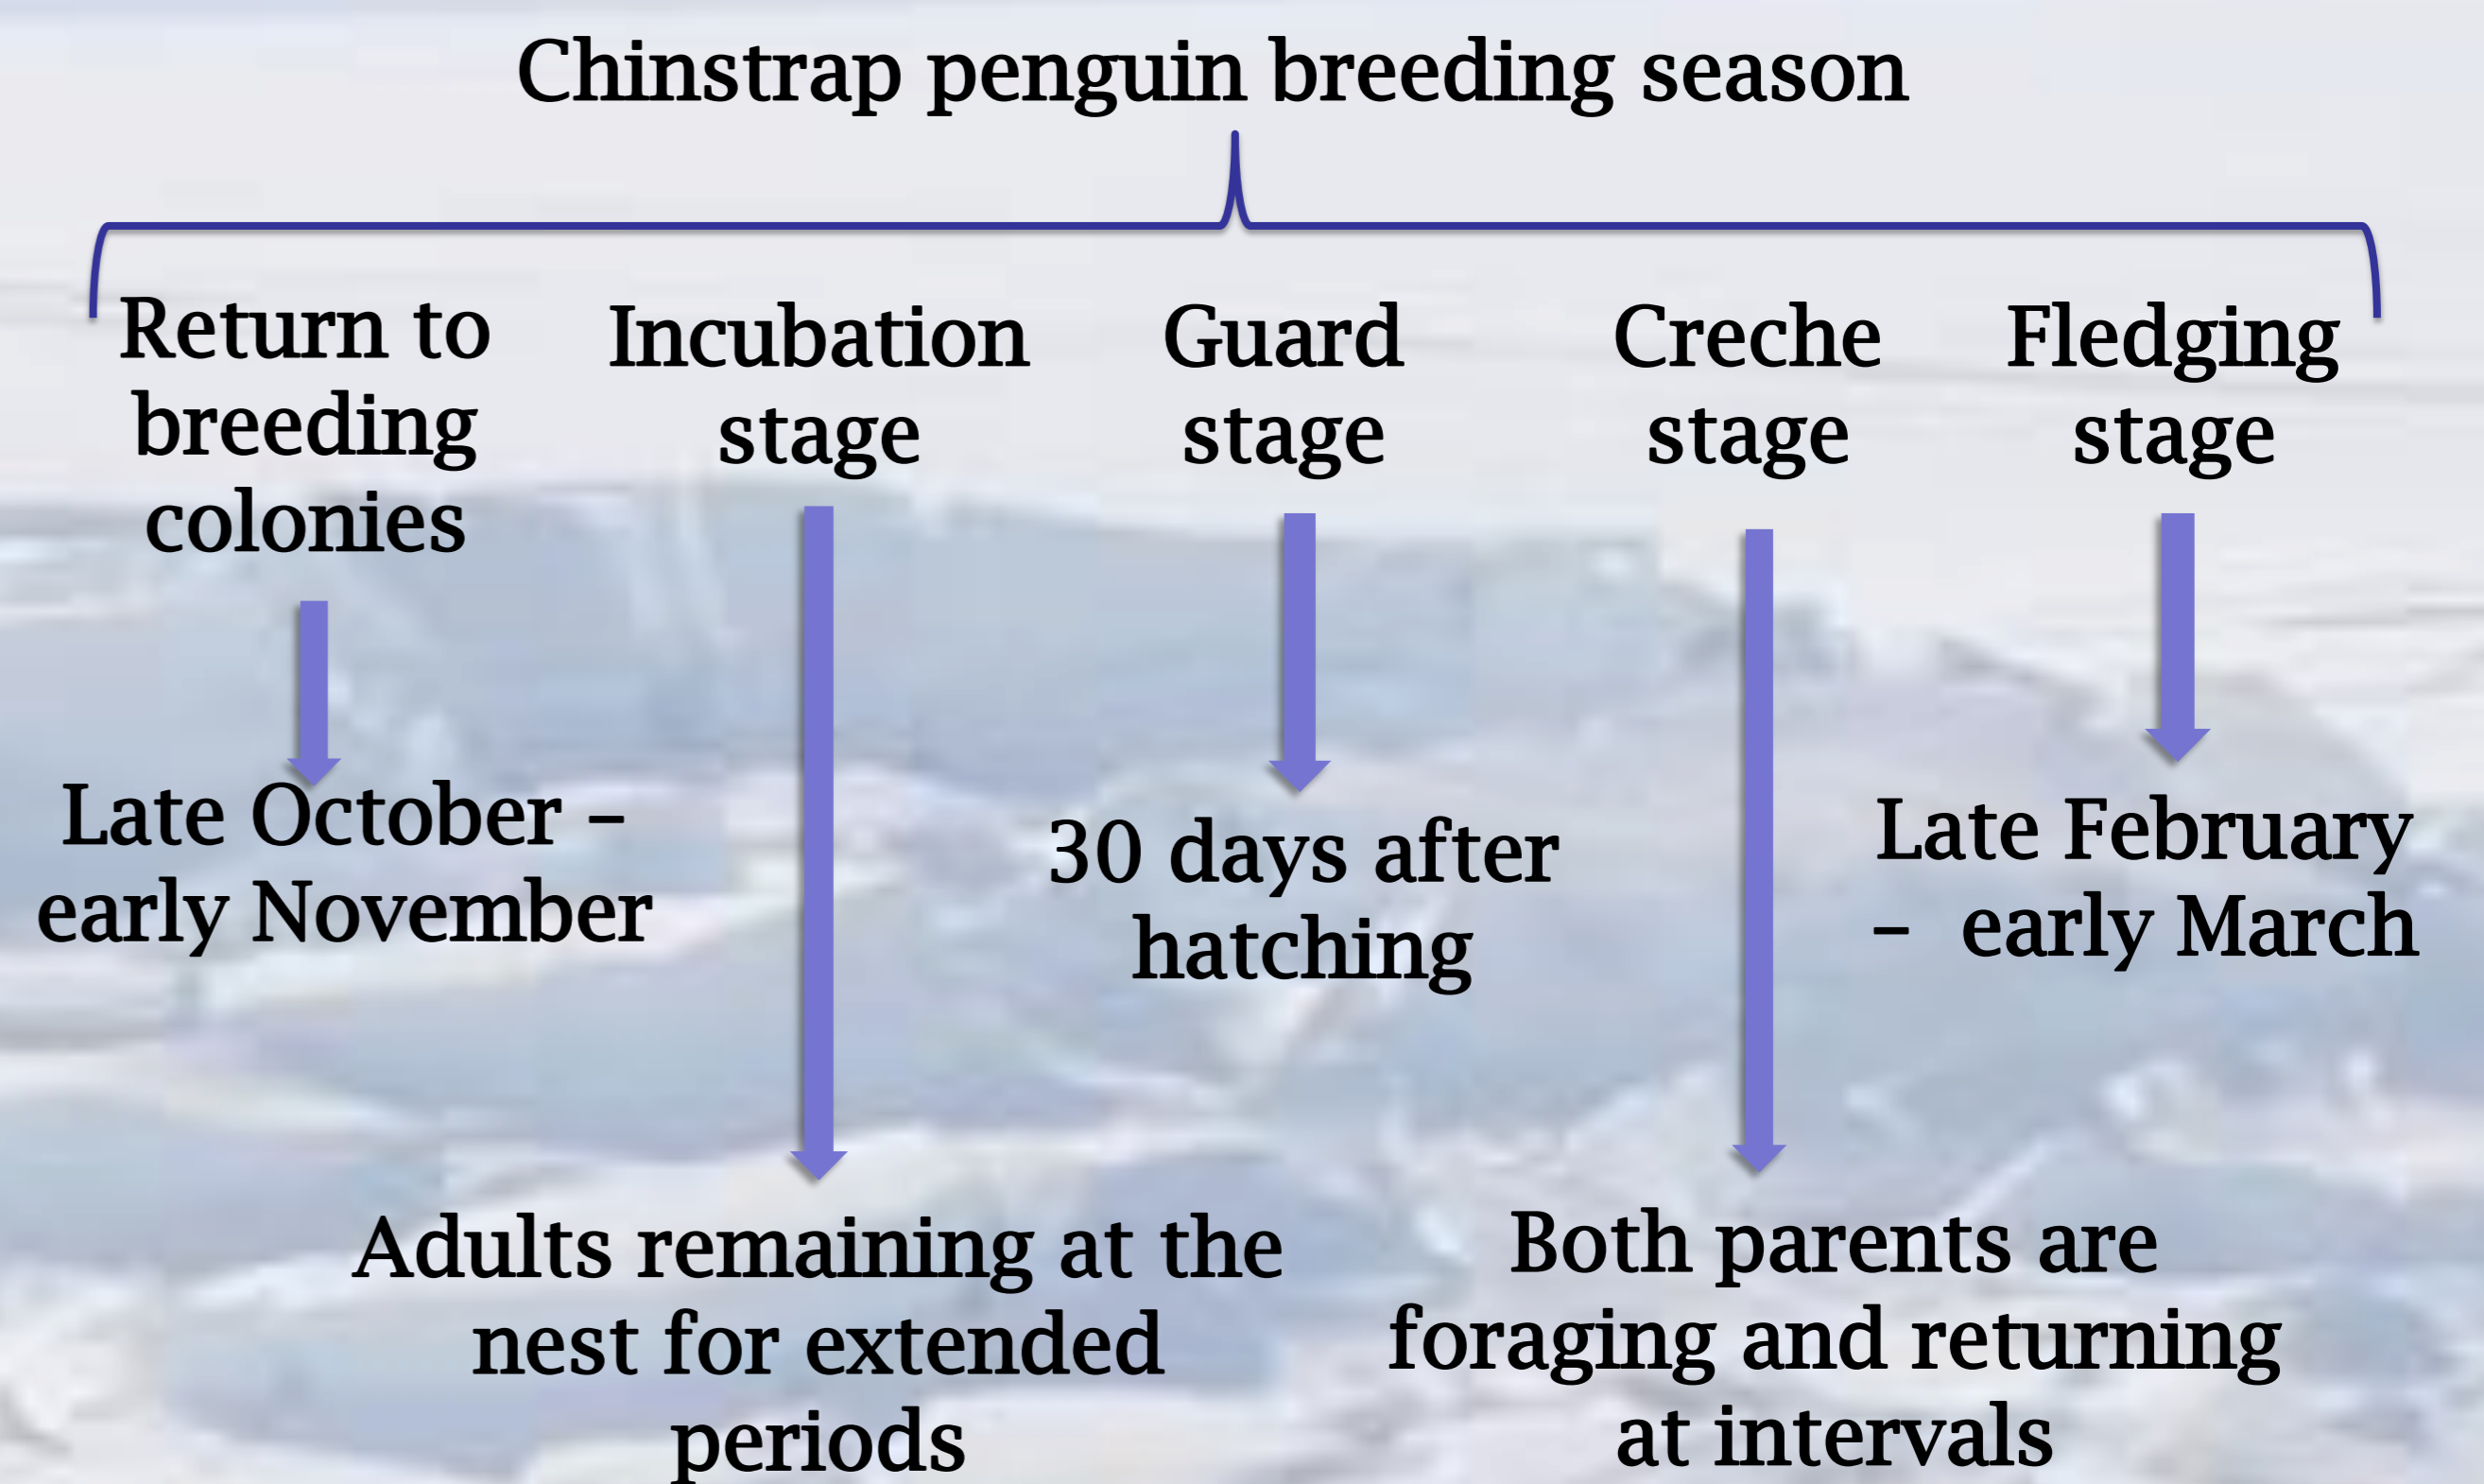 Chinstrap penguin breeding season
Return to
breeding
colonies
Incubation
stage
Guard
stage
Creche
stage
Fledging
stage
Late October –
early November
30 days after
hatching
Late February
– early March
Adults remaining at the
nest for extended
periods
Both parents are
foraging and returning
at intervals